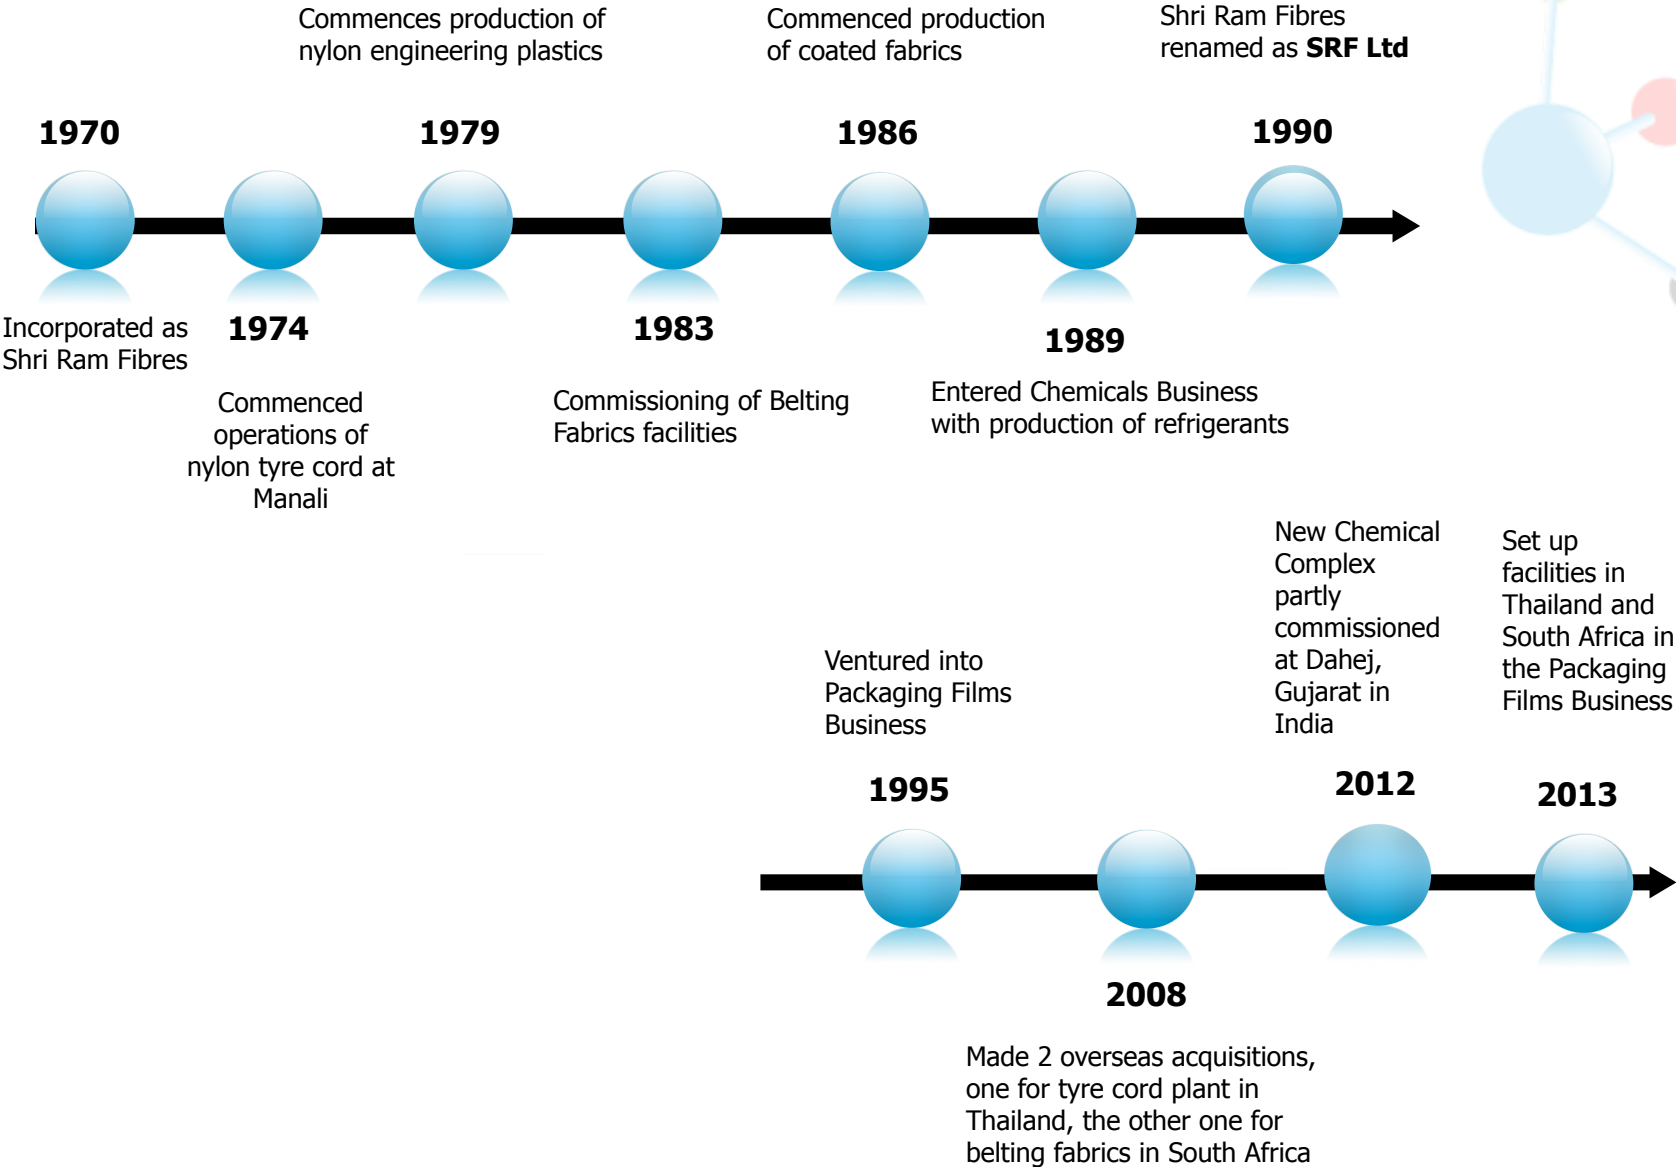 Commences production of
nylon engineering plastics
Commenced production
of coated fabrics
Shri Ram Fibres
renamed as SRF Ltd
1970
1979
1986
1990
Incorporated as
Shri Ram Fibres
1974
1983
1989
Commenced
operations of
nylon tyre cord at
Manali
Commissioning of Belting
Fabrics facilities
Entered Chemicals Business
with production of refrigerants
Ventured into
Packaging Films
Business
New Chemical
Complex
partly
commissioned
at Dahej,
Gujarat in
India
Set up
facilities in
Thailand and
South Africa in
the Packaging
Films Business
1995
2012
2013
2008
Made 2 overseas acquisitions,
one for tyre cord plant in
Thailand, the other one for
belting fabrics in South Africa